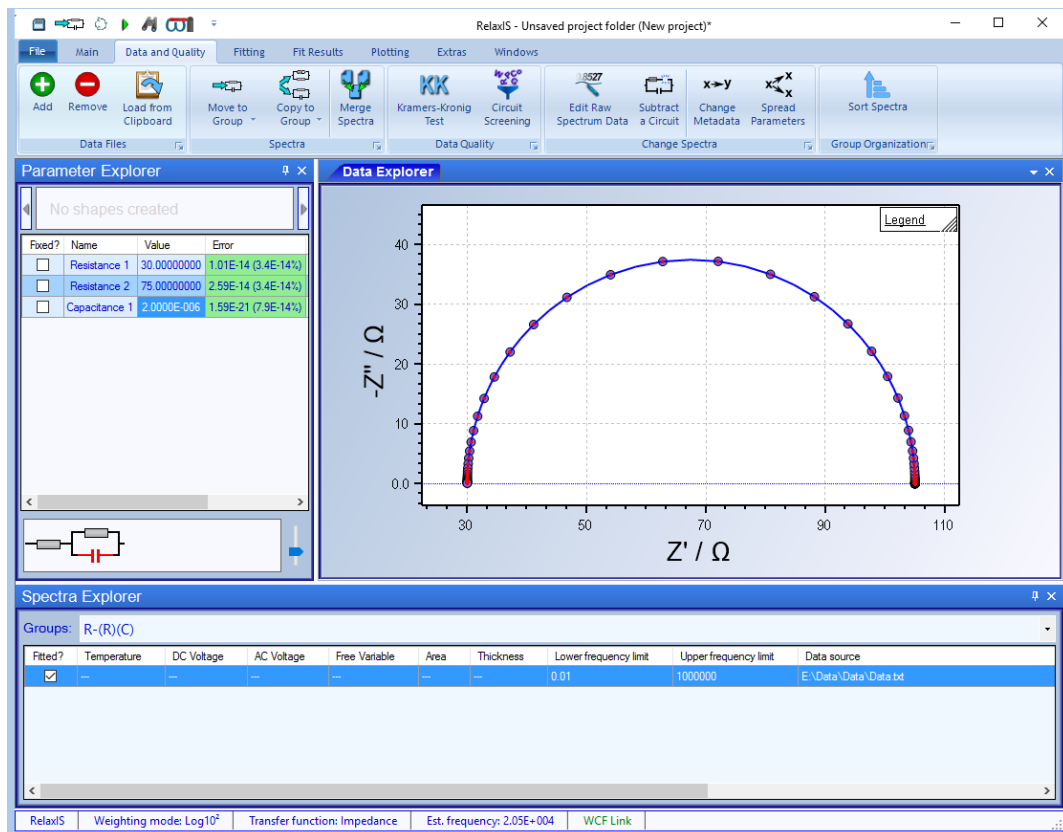 RelaxIS - Unsaved project folder (New project)*
File Main Data and Quality Fitting Fit Results Plotting Extras Windows
Add Remove Load from Clipboard Move to Group Copy to Group Merge Spectra KK Kramers-Kronig Test Circuit Screening 8527 Edit Raw Spectrum Data Subtract a Circuit x y Change Metadata x x x Spread Parameters Sort Spectra
Data Files Spectra Data Quality Change Spectra Group Organization
Parameter Explorer
No shapes created
Fixed? Name Value Error
Resistance 1 30.00000000 1.01E-14 (3.4E-14%)
Resistance 2 75.00000000 2.59E-14 (3.4E-14%)
Capacitance 1 2.0000E-006 1.59E-21 (7.9E-14%)
Data Explorer
Legend
-Z'' / Ω
40
30
20
10
0.0
30 50 70 90 110
Z' / Ω
Spectra Explorer
Groups: R-(R)(C)
Fitted? Temperature DC Voltage AC Voltage Free Variable Area Thickness Lower frequency limit Upper frequency limit Data source
--- --- --- --- --- --- 0.01 1000000 E:\Data\Data\Data.txt
RelaxIS Weighting mode: Log10² Transfer function: Impedance Est. frequency: 2.05E+004 WCF Link